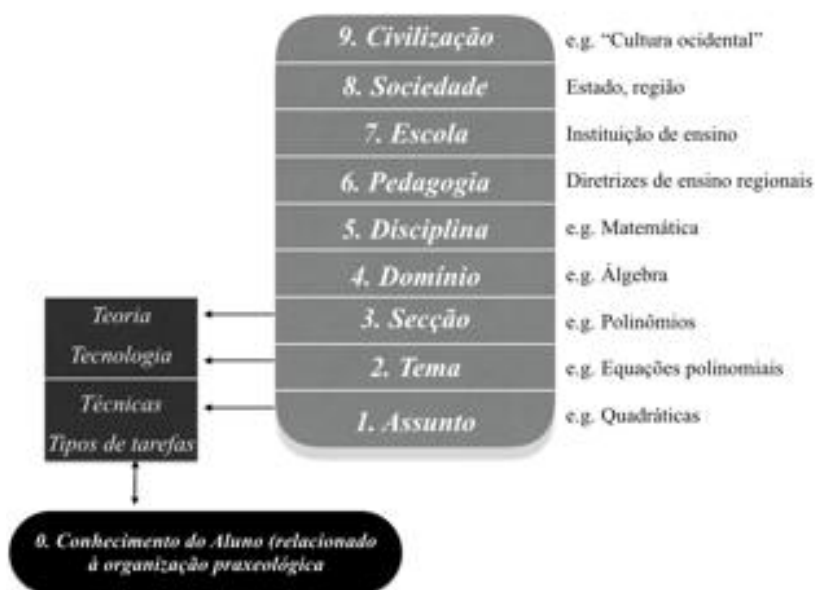 9. Civilização
e.g. “Cultura ocidental”
8. Sociedade
Estado, região
7. Escola
Instituição de ensino
6. Pedagogia
Diretrizes de ensino regionais
5. Disciplina
e.g. Matemática
4. Domínio
e.g. Álgebra
3. Secção
e.g. Polinômios
2. Tema
e.g. Equações polinomiais
1. Assunto
e.g. Quadráticas
Teoria
Tecnologia
Técnicas
Tipos de tarefas
0. Conhecimento do Aluno (relacionado
à organização praxeológica